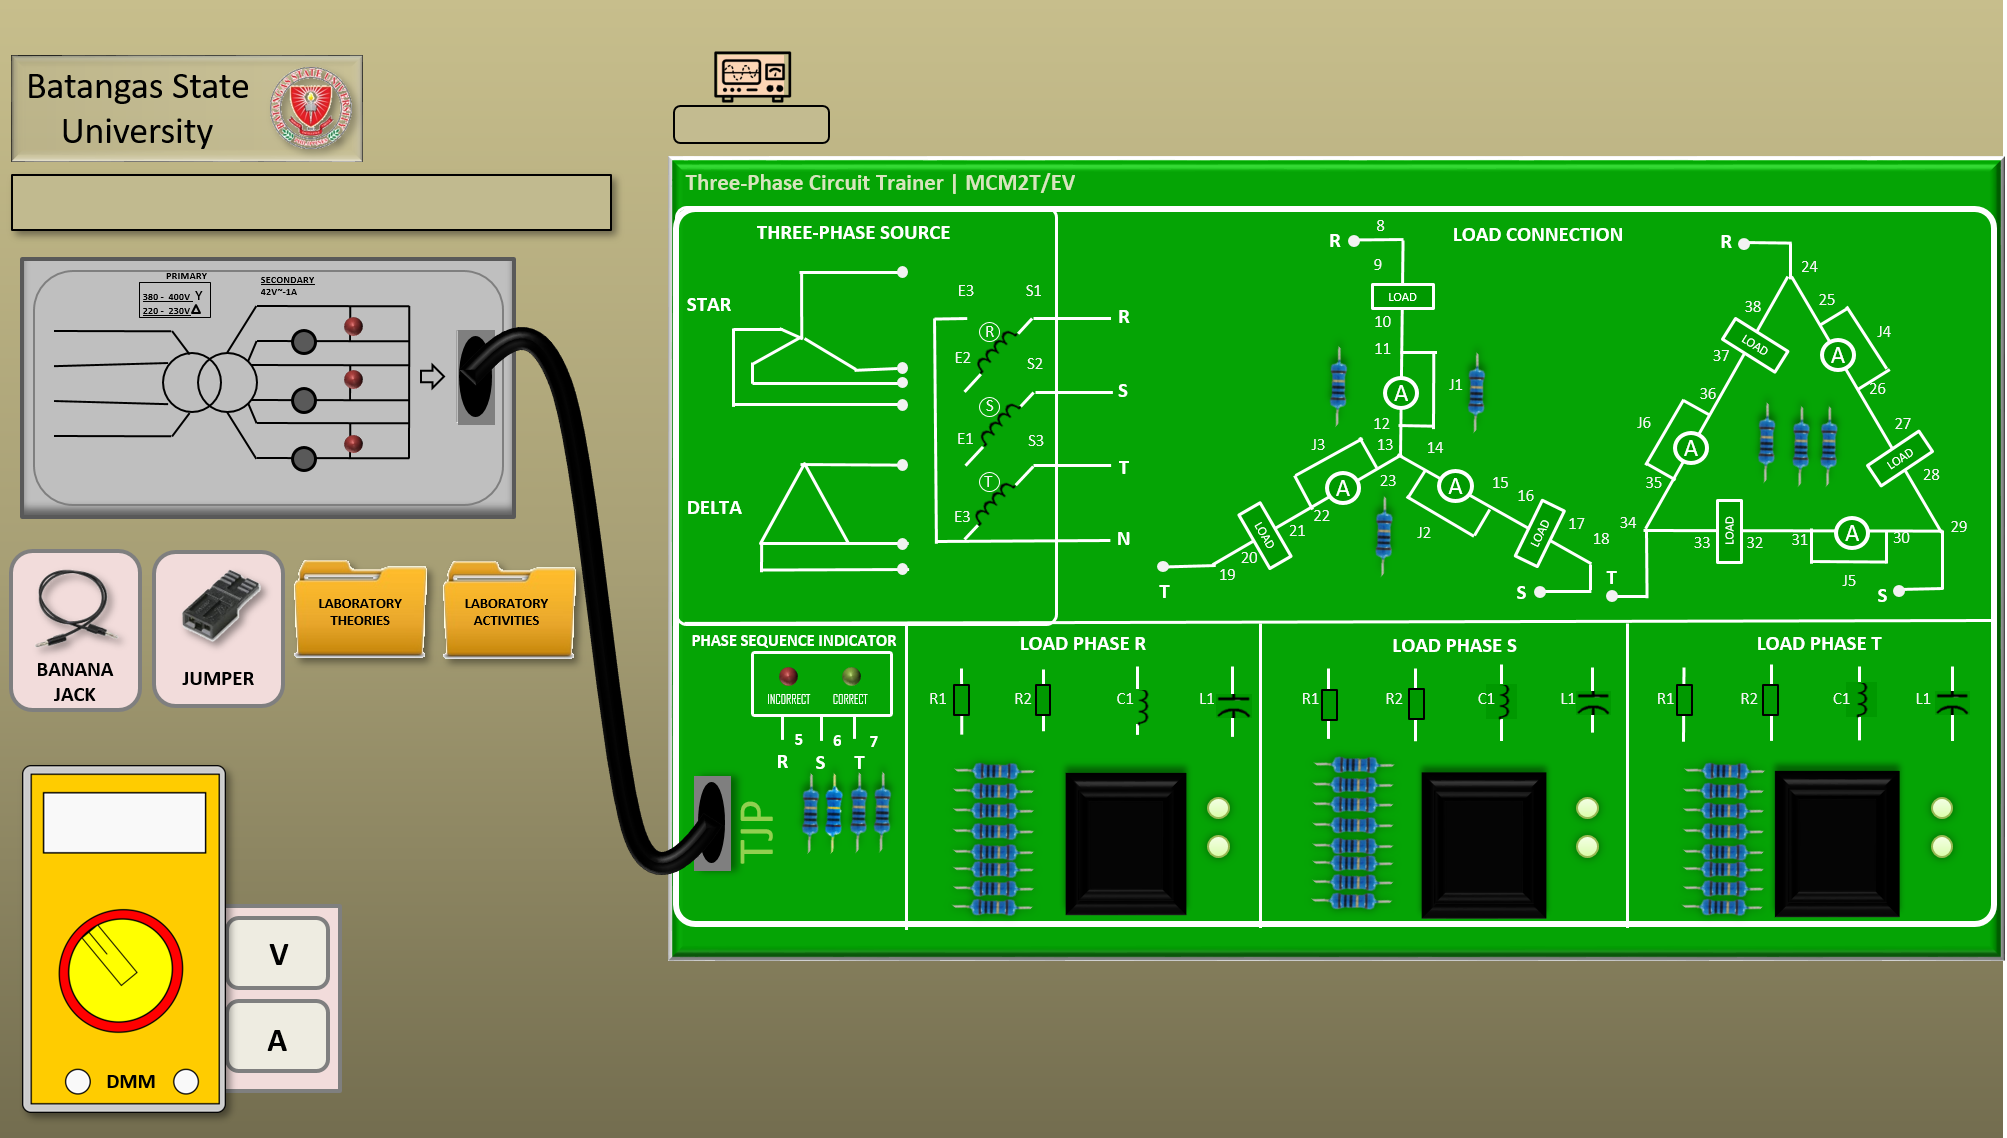 Batangas State
University
Three-Phase Circuit Trainer | MCM2T/EV
PRIMARY
380 - 400V Y
220 - 230V Δ
SECONDARY
42V~-1A
THREE-PHASE SOURCE
STAR
DELTA
E3
S1
R
R
E2
S2
S
S
E1
S3
T
T
E3
N
LOAD CONNECTION
R
8
9
LOAD
10
11
A
J1
12
13
14
J3
A
23
22
21
LOAD
20
19
T
A
J2
15
16
LOAD
17
18
S
R
24
25
J4
A
26
27
LOAD
28
29
38
LOAD
37
36
J6
A
35
34
33
LOAD
32
31
A
30
J5
T
S
BANANA
JACK
JUMPER
LABORATORY
THEORIES
LABORATORY
ACTIVITIES
PHASE SEQUENCE INDICATOR
INCORRECT
CORRECT
5
6
7
R
S
T
TJP
LOAD PHASE R
R1
R2
C1
L1
LOAD PHASE S
R1
R2
C1
L1
LOAD PHASE T
R1
R2
C1
L1
V
A
DMM